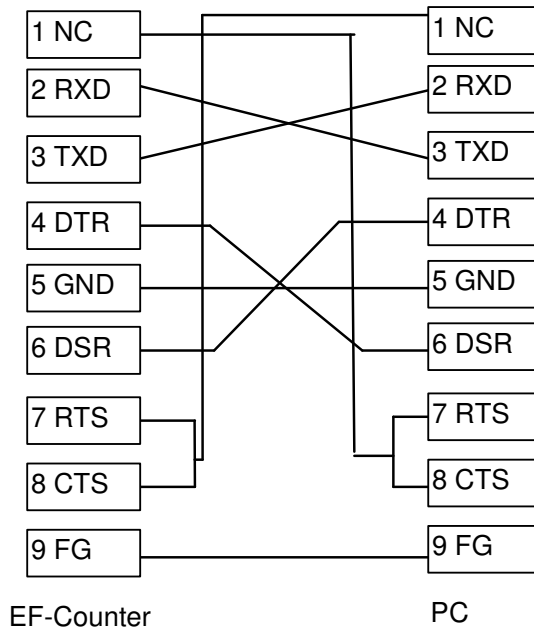 1 NC
2 RXD
3 TXD
4 DTR
5 GND
6 DSR
7 RTS
8 CTS
9 FG
EF-Counter
1 NC
2 RXD
3 TXD
4 DTR
5 GND
6 DSR
7 RTS
8 CTS
9 FG
PC